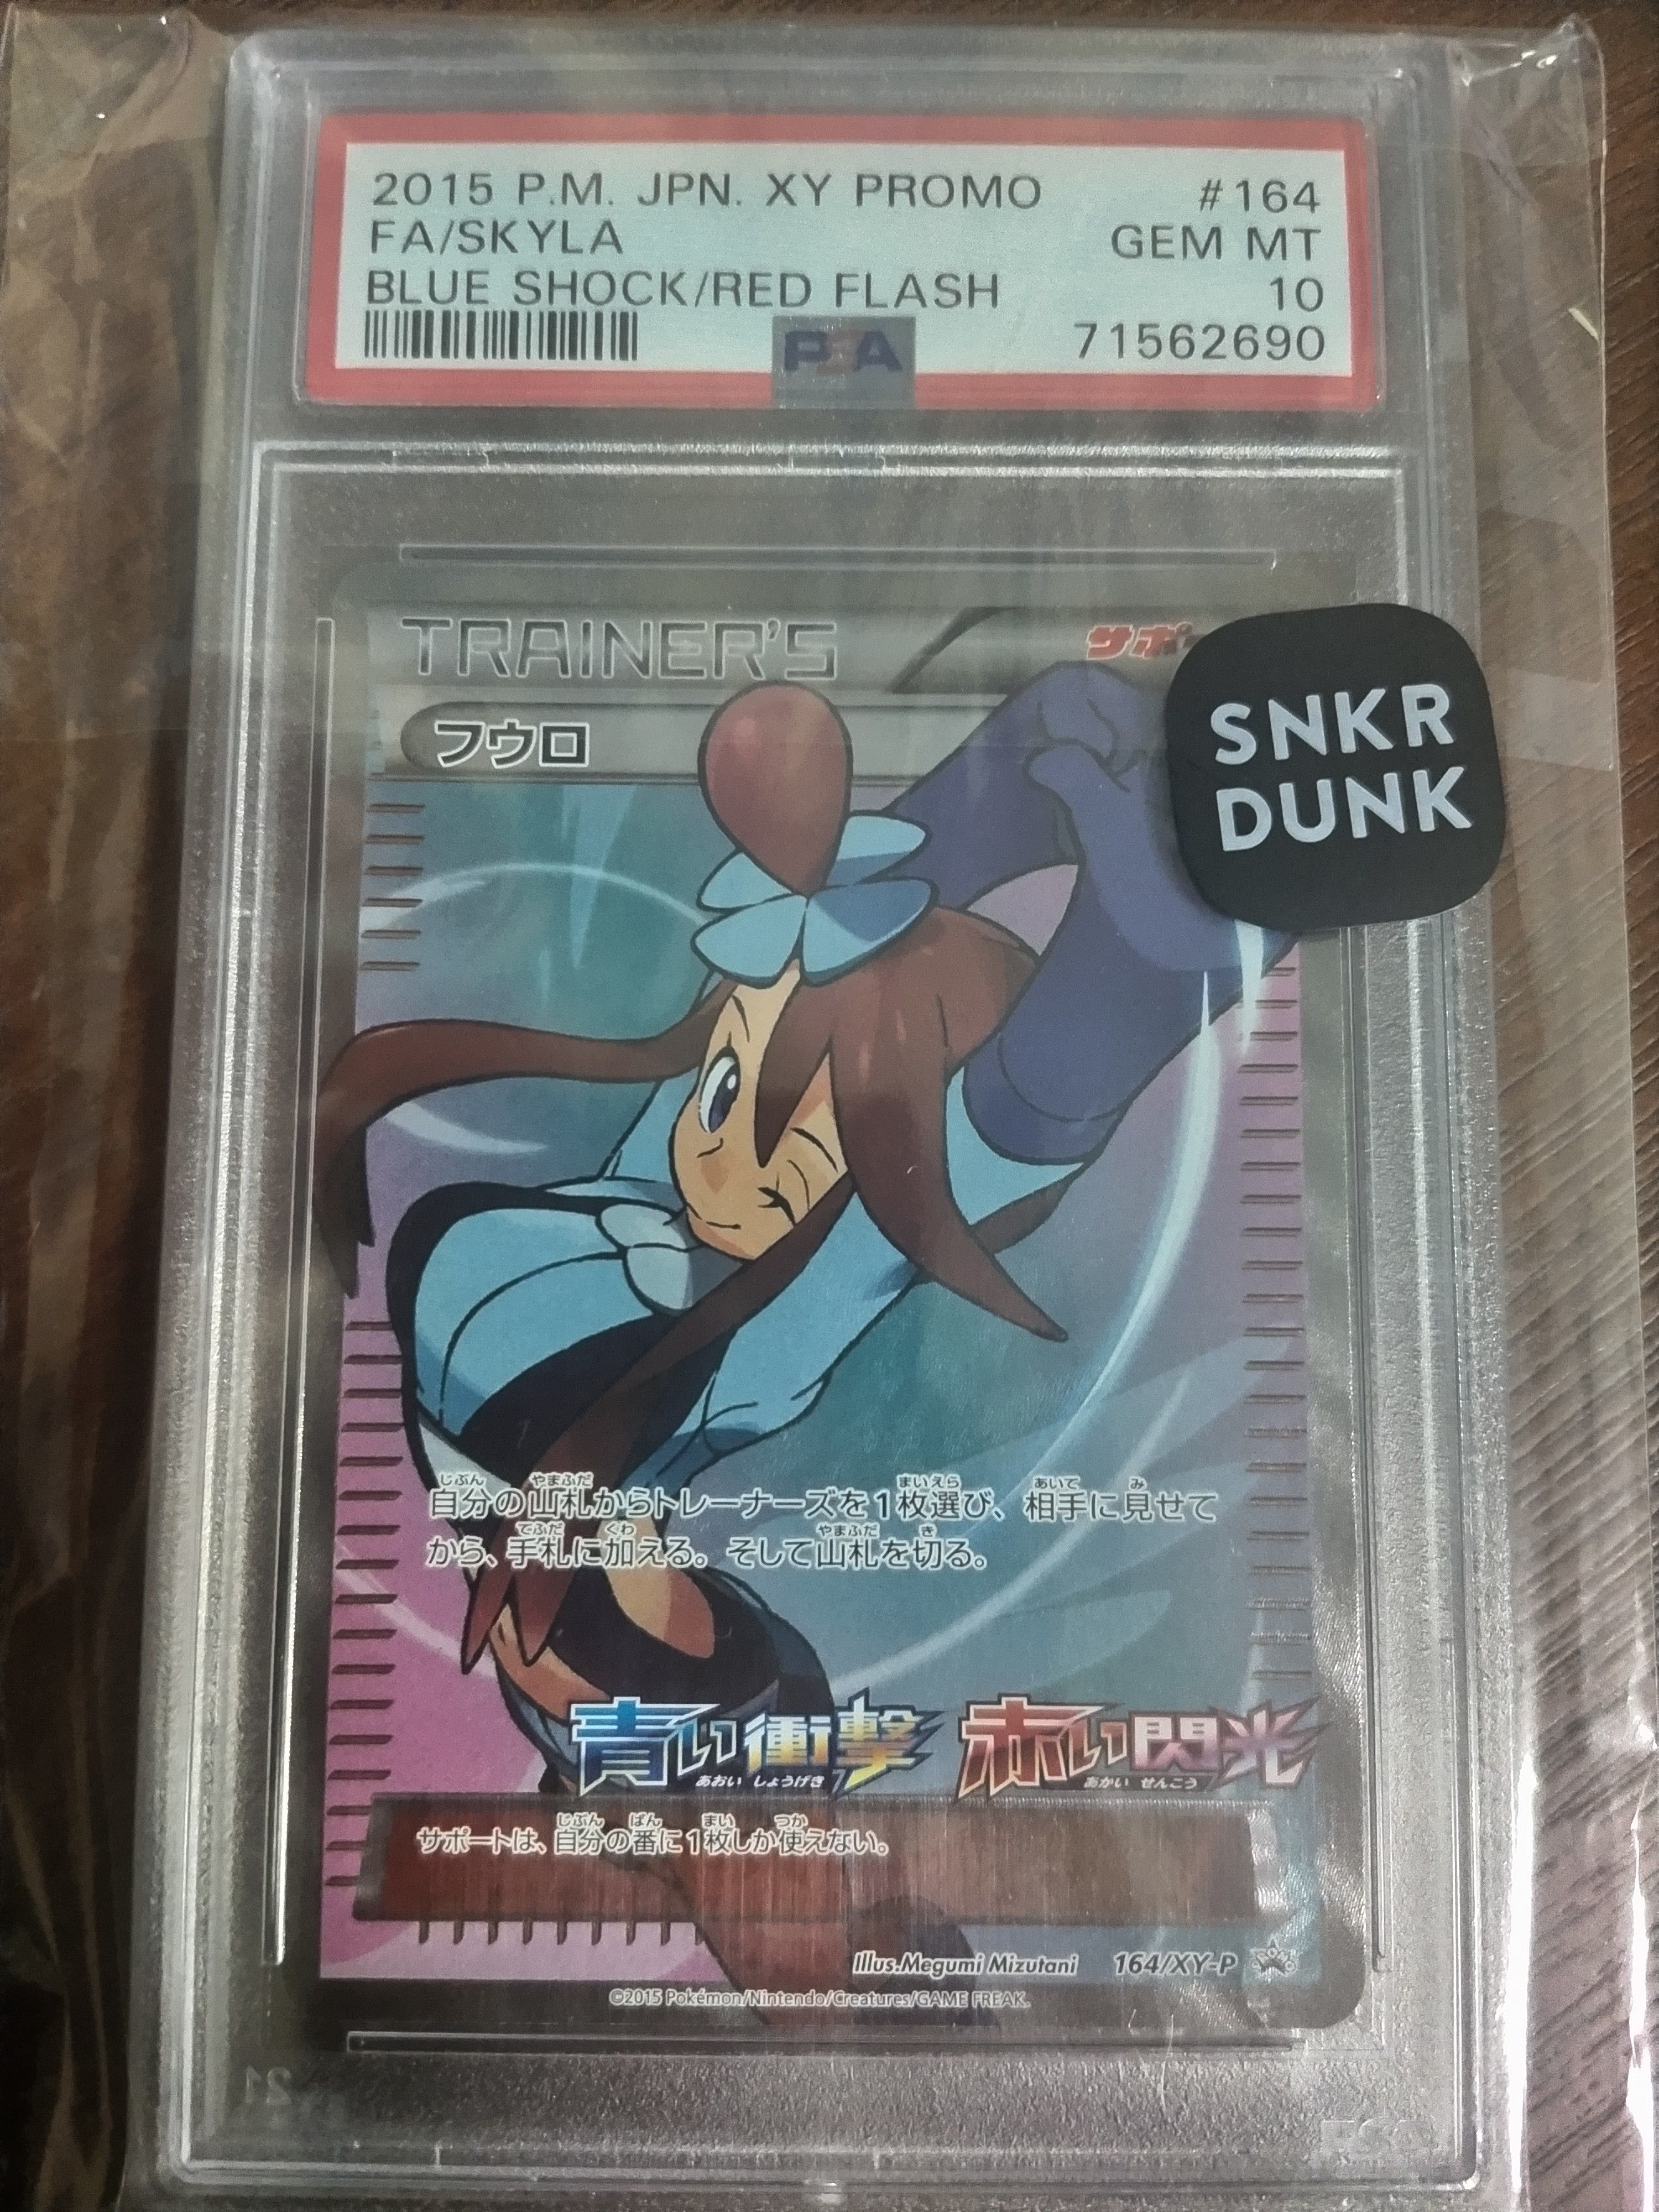 2015 P.M. JPN. XY PROMO #164
FA/SKYLA GEM MT
BLUE SHOCK/RED FLASH 10
PSA 71562690
TRAINER'S サポ
フウロ
SNKR
DUNK
じぶん やまふだ まいえら あいて み
自分の山札からトレーナーズを1枚選び、相手に見せて
てふだ くわ やまふだ き
から、手札に加える。そして山札を切る。
青い衝撃 赤い閃光
あおい しょうげき あかい せんこう
じぶん ばん まい つか
サポートは、自分の番に1枚しか使えない。
Illus.Megumi Mizutani 164/XY-P
©2015 Pokémon/Nintendo/Creatures/GAME FREAK.
PSA